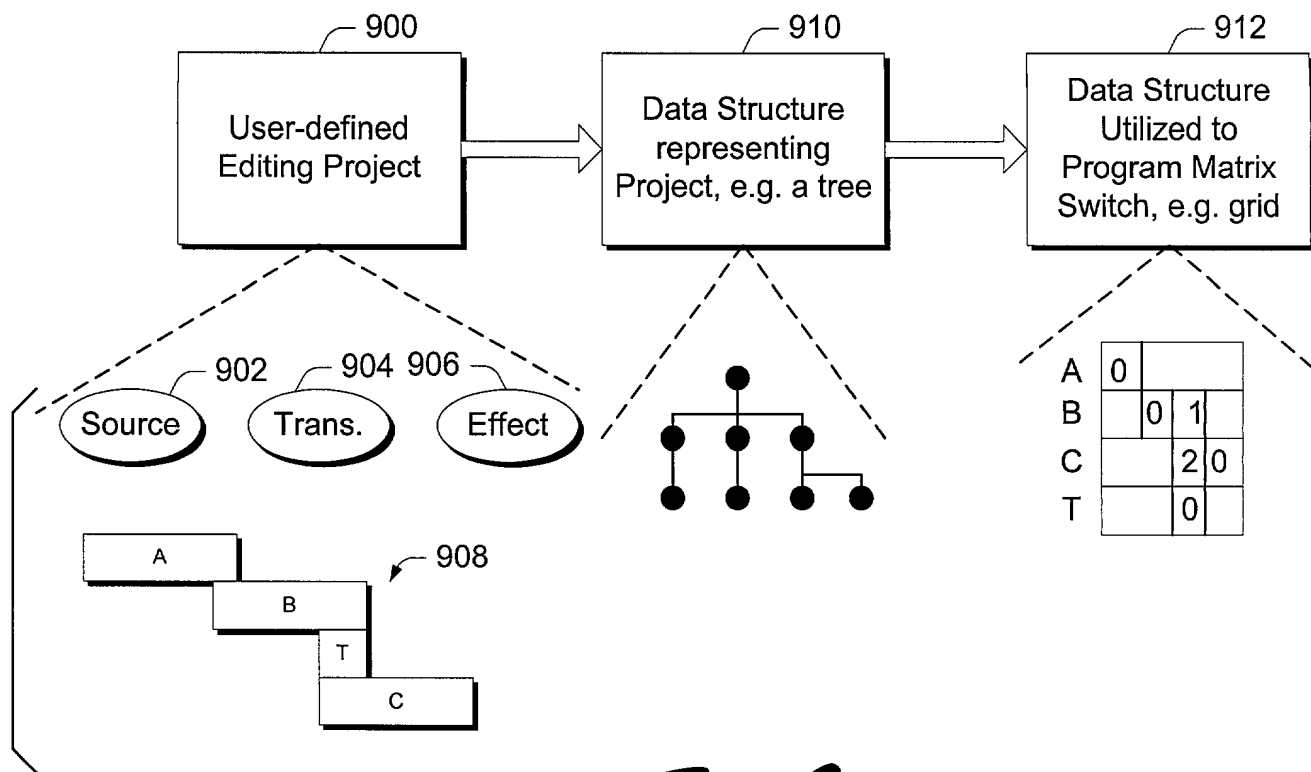 900
910
912
User-defined
Editing Project
Data Structure
representing
Project, e.g. a tree
Data Structure
Utilized to
Program Matrix
Switch, e.g. grid
902
904
906
Source
Trans.
Effect
A
B
T
C
908
A 0
B 0 1
C 2 0
T 0